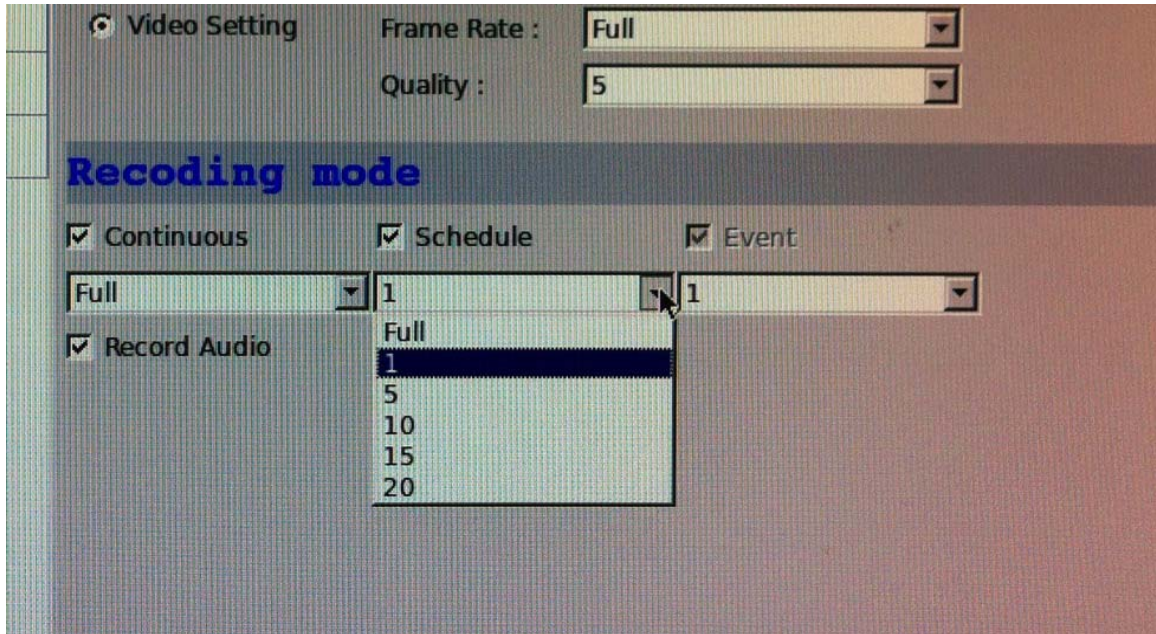 Video Setting Frame Rate : Full
Quality : 5
Recoding mode
Continuous Schedule Event
Full 1 1
Full
Record Audio
1
5
10
15
20